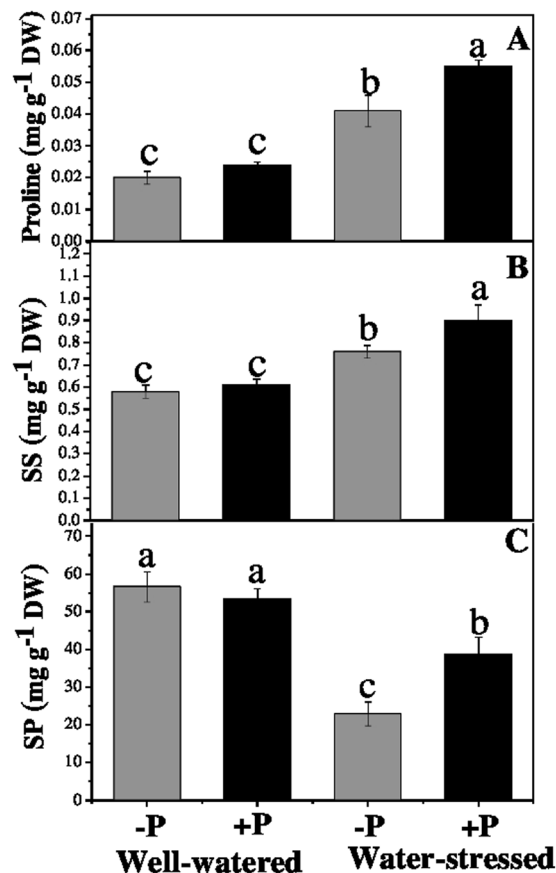 0.07
0.06
0.05
0.04
0.03
0.02
0.01
0.00
Proline (mg g-1 DW)
A
c
c
b
a
1.2
1.1
1.0
0.9
0.8
0.7
0.6
0.5
0.4
0.3
0.2
0.1
0.0
SS (mg g-1 DW)
B
c
c
b
a
70
60
50
40
30
20
10
0
SP (mg g-1 DW)
C
a
a
c
b
-P +P -P +P
Well-watered Water-stressed